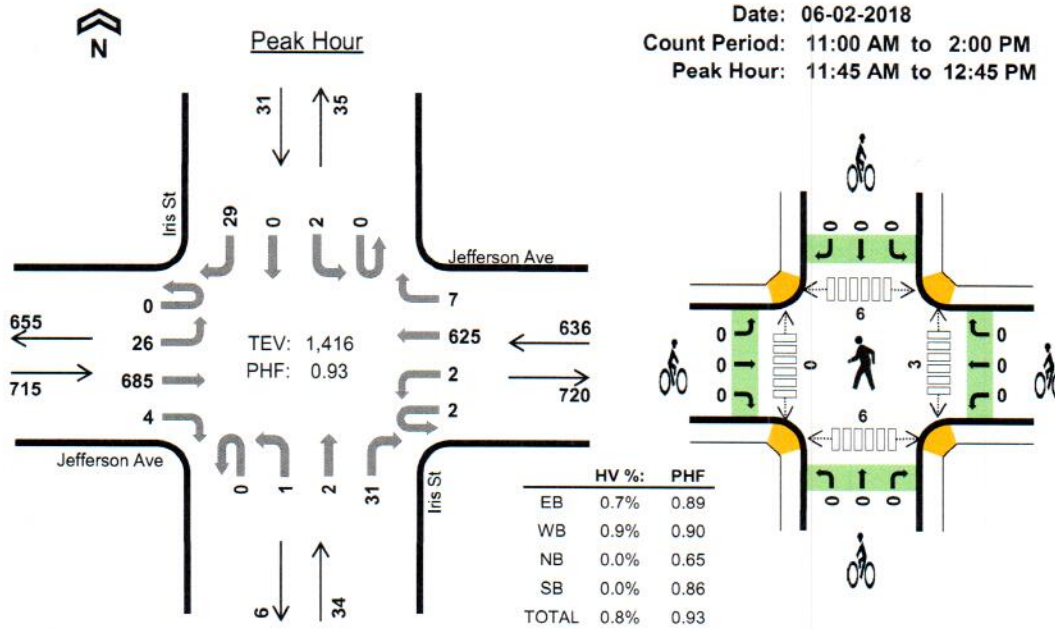 Date: 06-02-2018
Peak Hour
Count Period: 11:00 AM to 2:00 PM
Peak Hour: 11:45 AM to 12:45 PM
N
31
35
Iris St
29
0
2
0
Jefferson Ave
0
7
655
26
TEV: 1,416
625
636
715
685
PHF: 0.93
2
720
4
2
Jefferson Ave
0
1
2
31
Iris St
6
34
HV %: PHF
EB 0.7% 0.89
WB 0.9% 0.90
NB 0.0% 0.65
SB 0.0% 0.86
TOTAL 0.8% 0.93
0
0
0
6
0
0
0
0
3
0
0
0
6
0
0
0